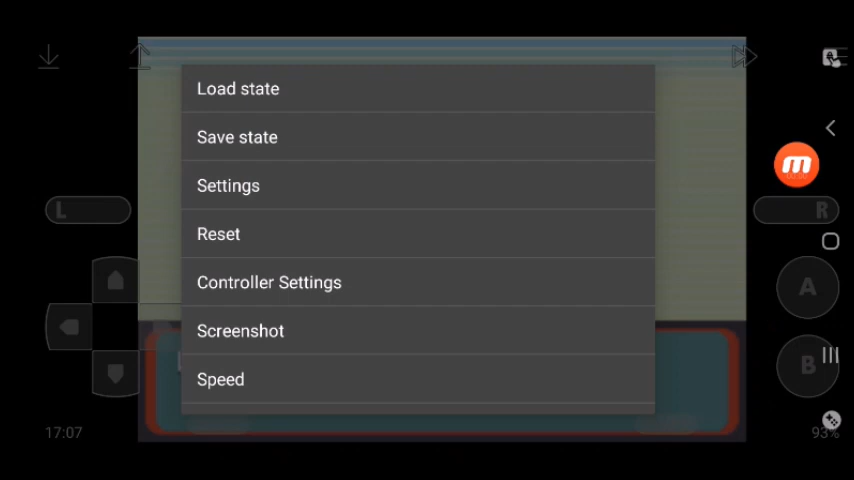 Load state
Save state
Settings
L
R
Reset
Controller Settings
A
Screenshot
B
Speed
17:07
93%